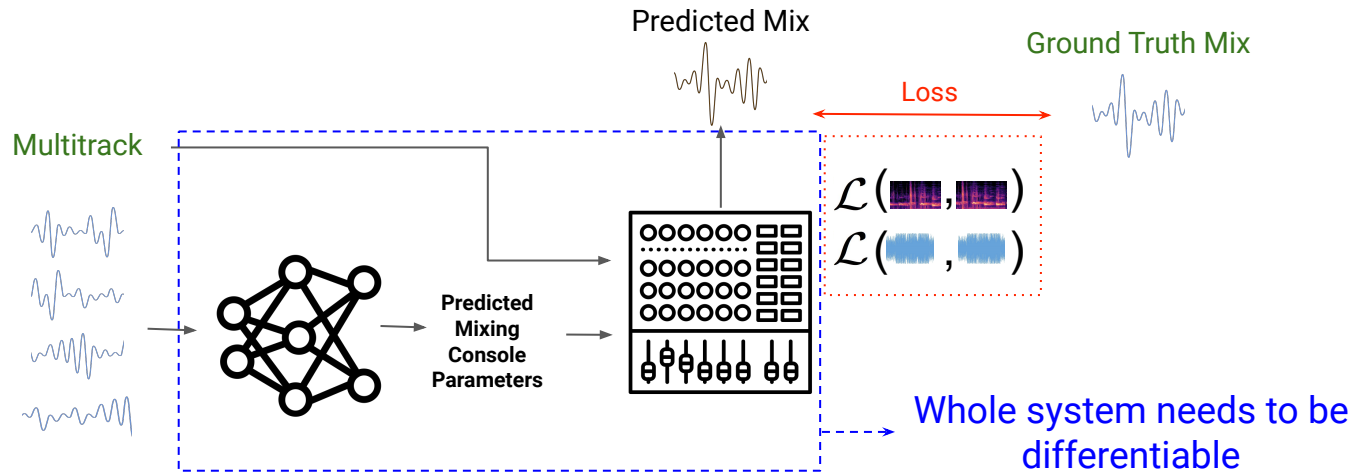 Predicted Mix
Ground Truth Mix
Loss
Multitrack
ℒ( , )
ℒ( , )
Predicted
Mixing
Console
Parameters
Whole system needs to be
differentiable